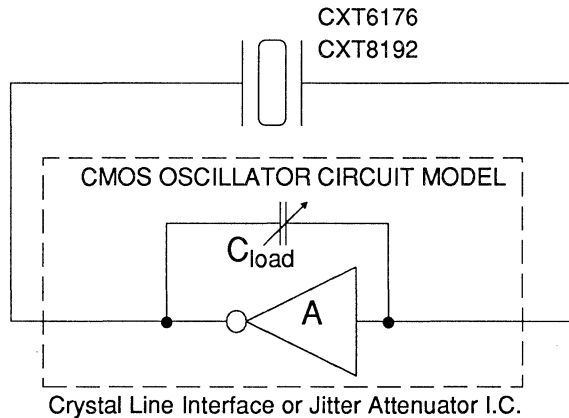 CXT6176
CXT8192
CMOS OSCILLATOR CIRCUIT MODEL
Cload
A
Crystal Line Interface or Jitter Attenuator I.C.